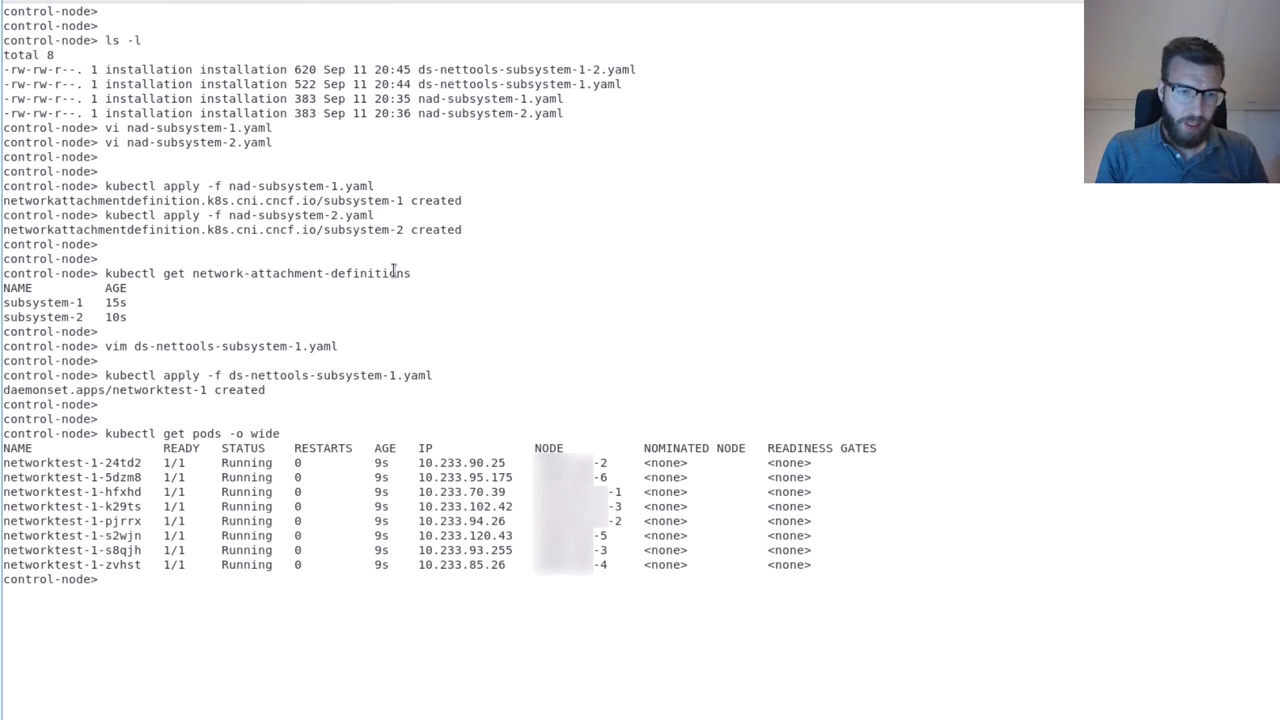 control-node>
control-node>
control-node> ls -l
total 8
-rw-rw-r--. 1 installation installation 620 Sep 11 20:45 ds-nettools-subsystem-1-2.yaml
-rw-rw-r--. 1 installation installation 522 Sep 11 20:44 ds-nettools-subsystem-1.yaml
-rw-rw-r--. 1 installation installation 383 Sep 11 20:35 nad-subsystem-1.yaml
-rw-rw-r--. 1 installation installation 383 Sep 11 20:36 nad-subsystem-2.yaml
control-node> vi nad-subsystem-1.yaml
control-node> vi nad-subsystem-2.yaml
control-node>
control-node>
control-node> kubectl apply -f nad-subsystem-1.yaml
networkattachmentdefinition.k8s.cni.cncf.io/subsystem-1 created
control-node> kubectl apply -f nad-subsystem-2.yaml
networkattachmentdefinition.k8s.cni.cncf.io/subsystem-2 created
control-node>
control-node>
control-node> kubectl get network-attachment-definitions
NAME AGE
subsystem-1 15s
subsystem-2 10s
control-node>
control-node> vim ds-nettools-subsystem-1.yaml
control-node>
control-node> kubectl apply -f ds-nettools-subsystem-1.yaml
daemonset.apps/networktest-1 created
control-node>
control-node>
control-node> kubectl get pods -o wide
NAME READY STATUS RESTARTS AGE IP NODE NOMINATED NODE READINESS GATES
networktest-1-24td2 1/1 Running 0 9s 10.233.90.25 -2 <none> <none>
networktest-1-5dzm8 1/1 Running 0 9s 10.233.95.175 -6 <none> <none>
networktest-1-hfxhd 1/1 Running 0 9s 10.233.70.39 -1 <none> <none>
networktest-1-k29ts 1/1 Running 0 9s 10.233.102.42 -3 <none> <none>
networktest-1-pjrrx 1/1 Running 0 9s 10.233.94.26 -2 <none> <none>
networktest-1-s2wjn 1/1 Running 0 9s 10.233.120.43 -5 <none> <none>
networktest-1-s8qjh 1/1 Running 0 9s 10.233.93.255 -3 <none> <none>
networktest-1-zvhst 1/1 Running 0 9s 10.233.85.26 -4 <none> <none>
control-node>